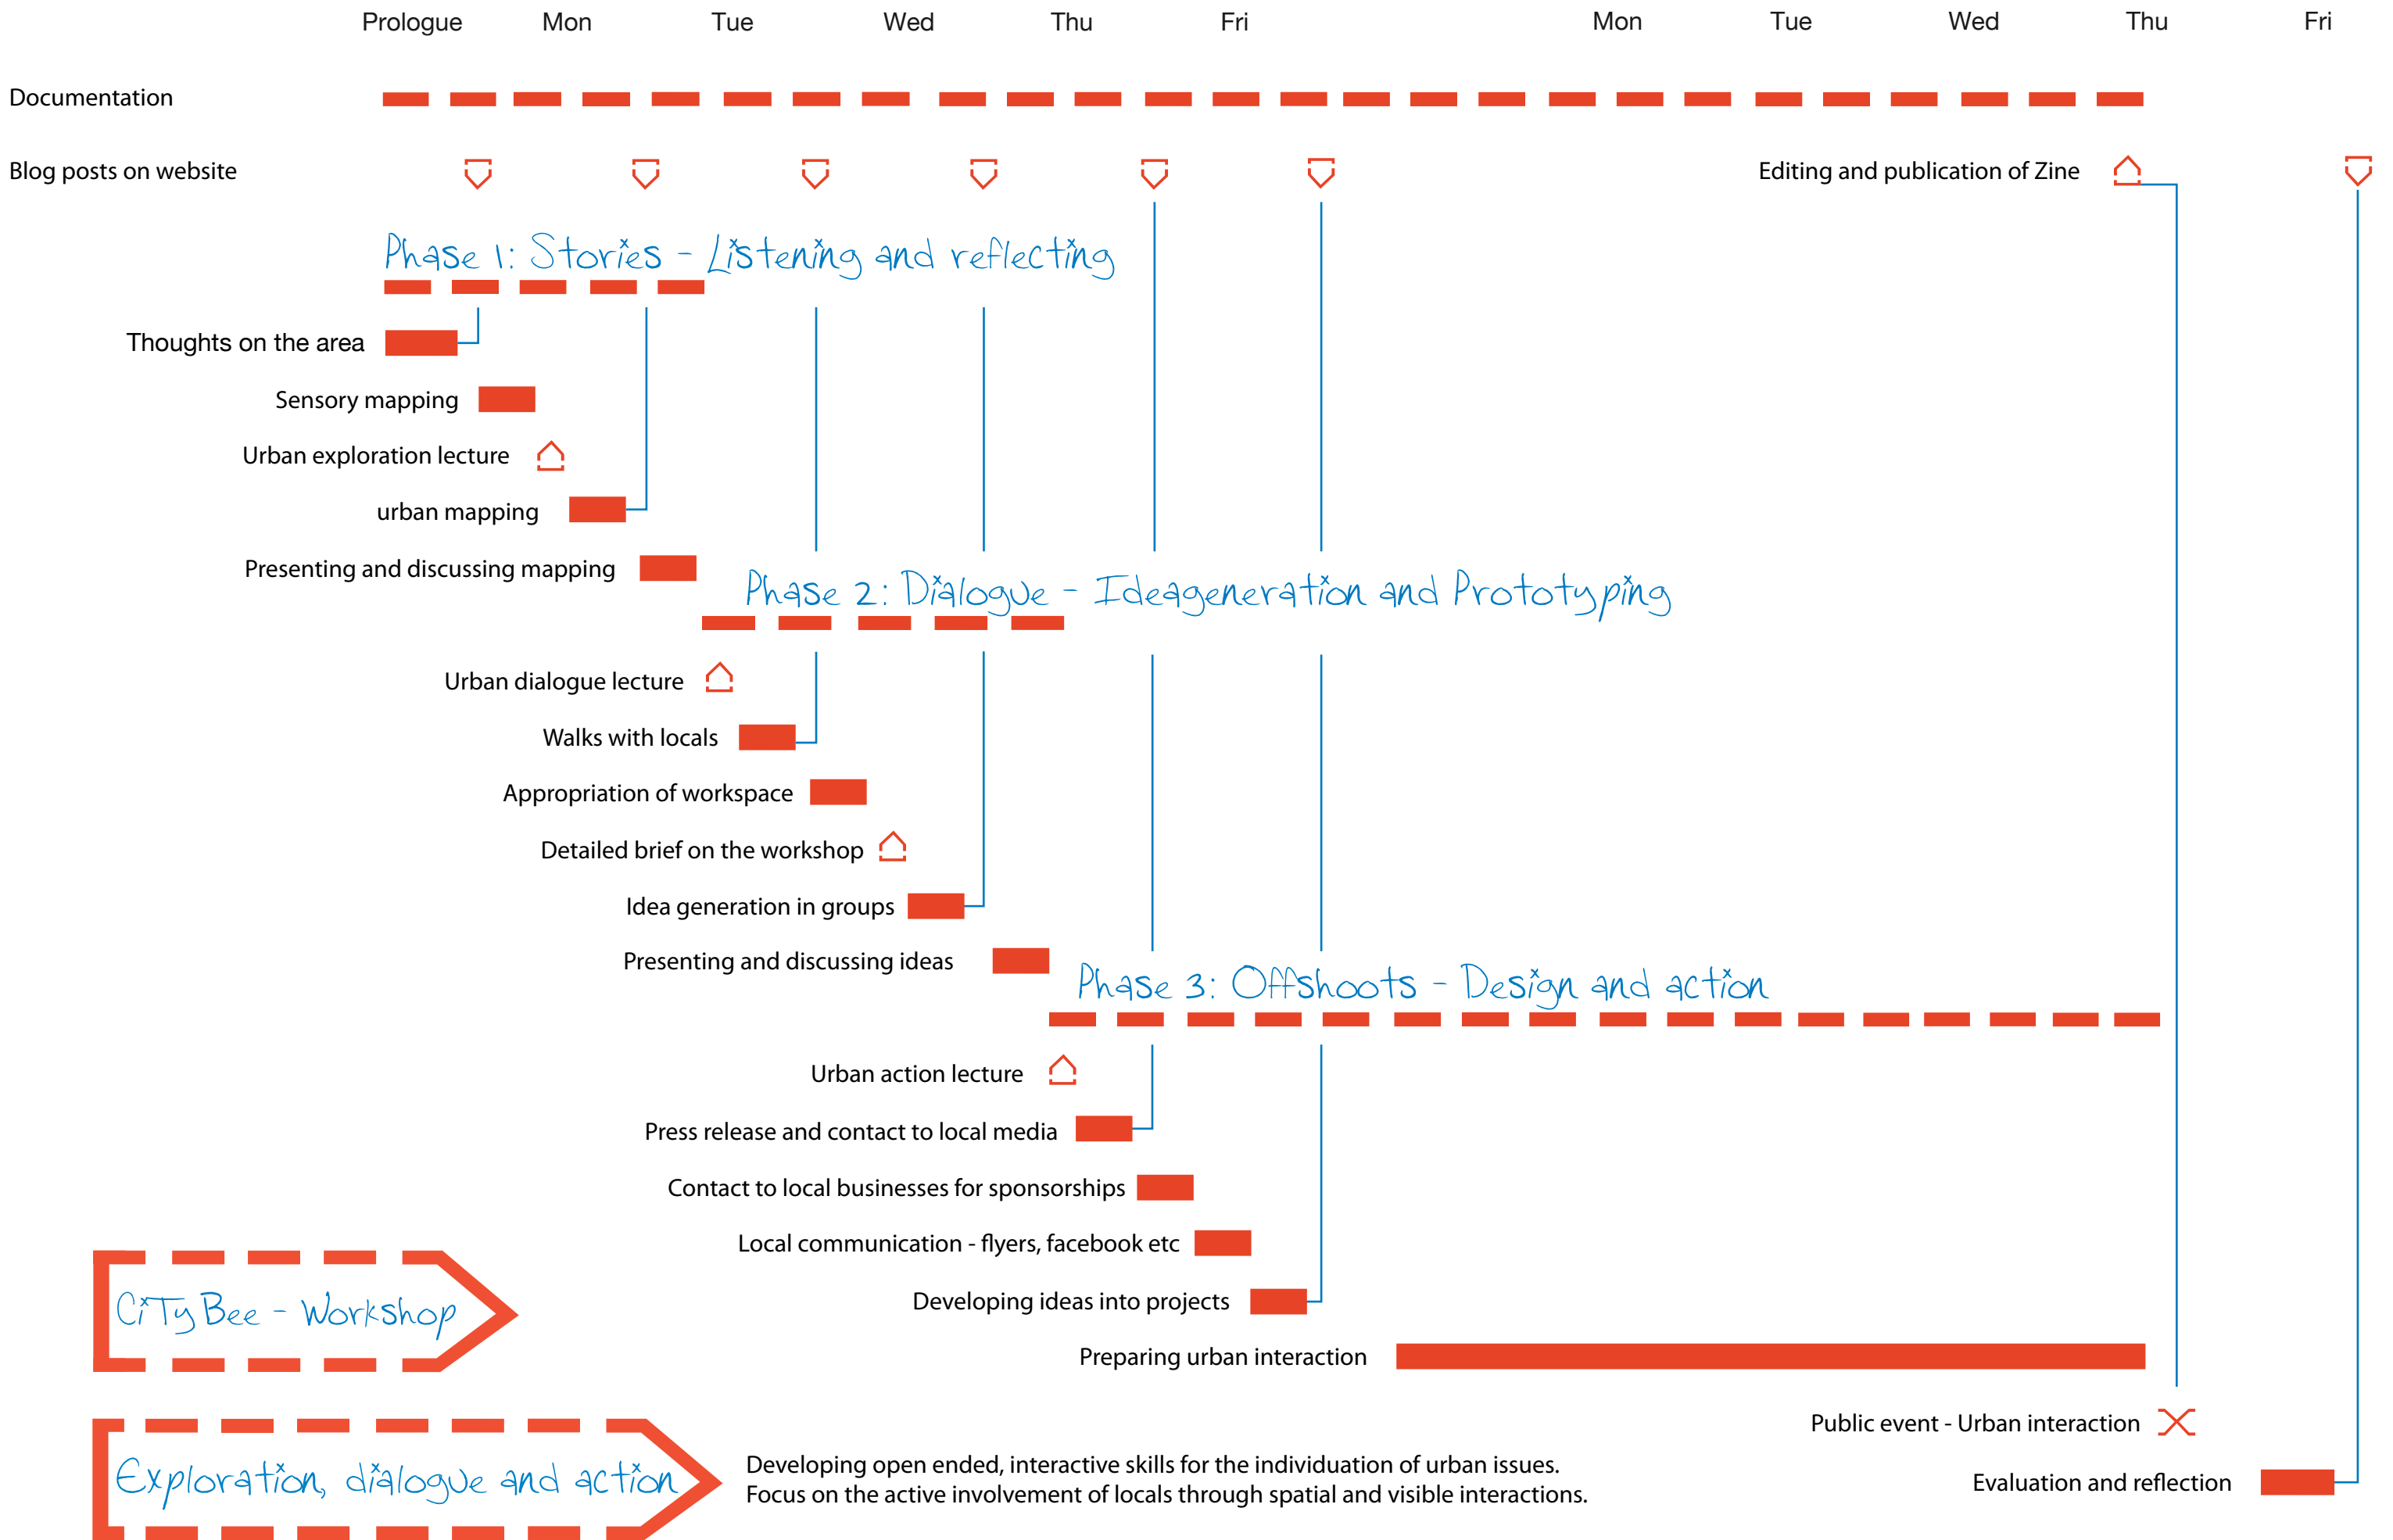 Prologue Mon Tue Wed Thu Fri Mon Tue Wed Thu Fri
Documentation
Blog posts on website
Editing and publication of Zine
Phase 1: Stories - Listening and reflecting
Thoughts on the area
Sensory mapping
Urban exploration lecture
urban mapping
Presenting and discussing mapping
Phase 2: Dialogue - Ideageneration and Prototyping
Urban dialogue lecture
Walks with locals
Appropriation of workspace
Detailed brief on the workshop
Idea generation in groups
Presenting and discussing ideas
Phase 3: Offshoots - Design and action
Urban action lecture
Press release and contact to local media
Contact to local businesses for sponsorships
Local communication - flyers, facebook etc
Developing ideas into projects
CiTyBee - Workshop
Preparing urban interaction
Public event - Urban interaction
Exploration, dialogue and action
Developing open ended, interactive skills for the individuation of urban issues.
Focus on the active involvement of locals through spatial and visible interactions.
Evaluation and reflection